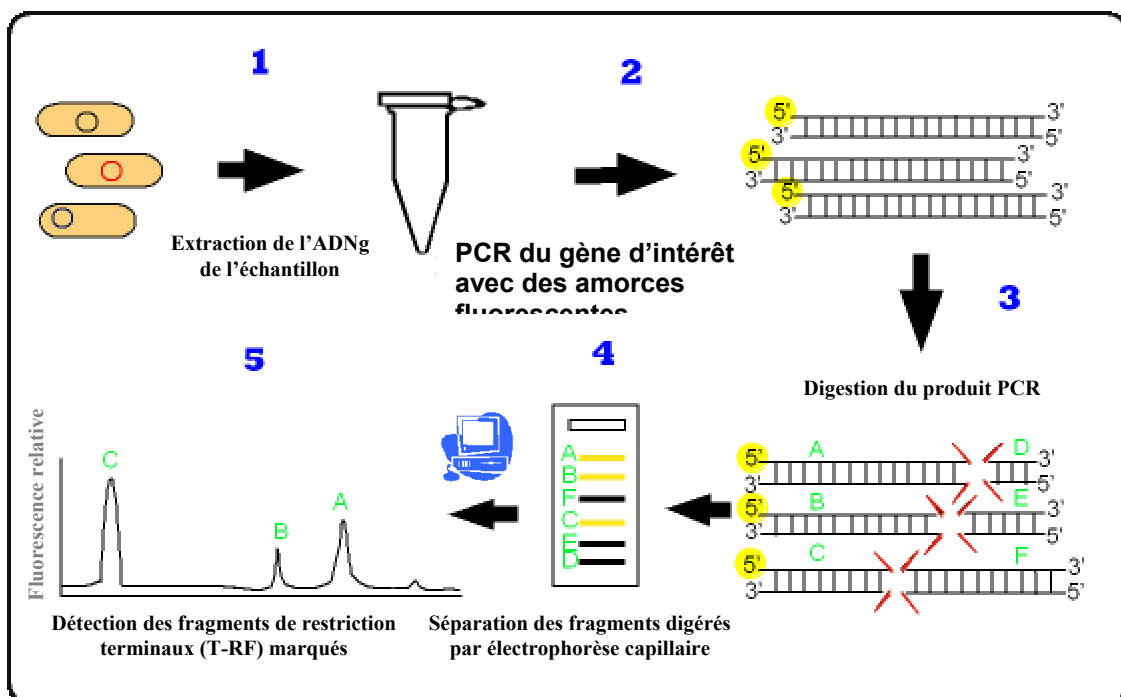 1
Extraction de l'ADNg
de l'échantillon
2
PCR du gène d'intérêt
avec des amorces
fluorescentes
5' 3'
3' 5'
5' 3'
3' 5'
5' 3'
3' 5'
3
Digestion du produit PCR
5' A D 3'
3' 5'
5' B E 3'
3' 5'
5' C F 3'
3' 5'
4
A
B
F
C
E
D
Séparation des fragments digérés
par électrophorèse capillaire
5
Fluorescence relative
C
B
A
Détection des fragments de restriction
terminaux (T-RF) marqués